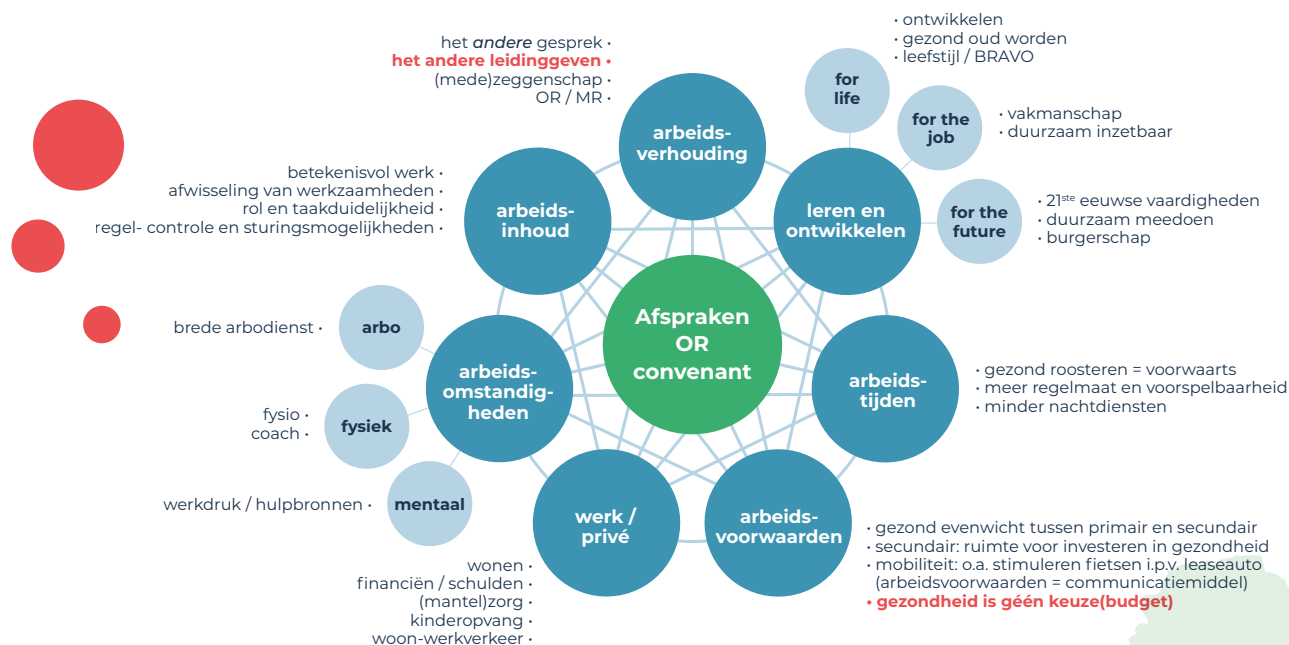 het andere gesprek •
het andere leidinggeven •
(mede)zeggenschap •
OR / MR •
arbeids-
verhouding
• ontwikkelen
• gezond oud worden
• leefstijl / BRAVO
for
life
for the
job
• vakmanschap
• duurzaam inzetbaar
for the
future
• 21ste eeuwse vaardigheden
• duurzaam meedoen
• burgerschap
leren en
ontwikkelen
betekenisvol werk •
afwisseling van werkzaamheden •
rol en taakduidelijkheid •
regel- controle en sturingsmogelijkheden •
arbeids-
inhoud
Afspraken
OR
convenant
brede arbodienst •
arbo
fysio •
coach •
fysiek
werkdruk / hulpbronnen •
mentaal
arbeids-
omstandig-
heden
arbeids-
tijden
• gezond roosteren = voorwaarts
• meer regelmaat en voorspelbaarheid
• minder nachtdiensten
werk /
privé
wonen •
financiën / schulden •
(mantel)zorg •
kinderopvang •
woon-werkverkeer •
arbeids-
voorwaarden
• gezond evenwicht tussen primair en secundair
• secundair: ruimte voor investeren in gezondheid
• mobiliteit: o.a. stimuleren fietsen i.p.v. leaseauto
(arbeidsvoorwaarden = communicatiemiddel)
• gezondheid is géén keuze(budget)